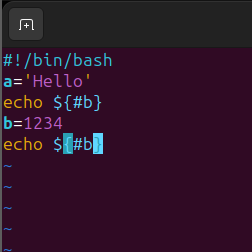 #!/bin/bash
a='Hello'
echo ${#b}
b=1234
echo ${#b}
~
~
~
~
~